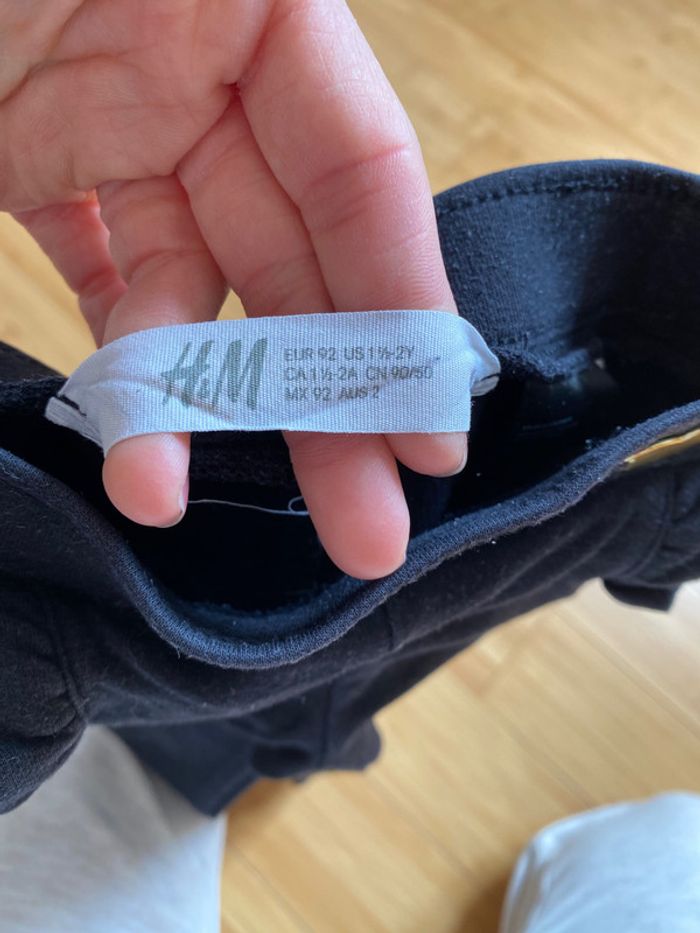 H&M
EUR 92 US 1½-2Y
CA 1½-2A CN 90/50
MX 92 AUS 2